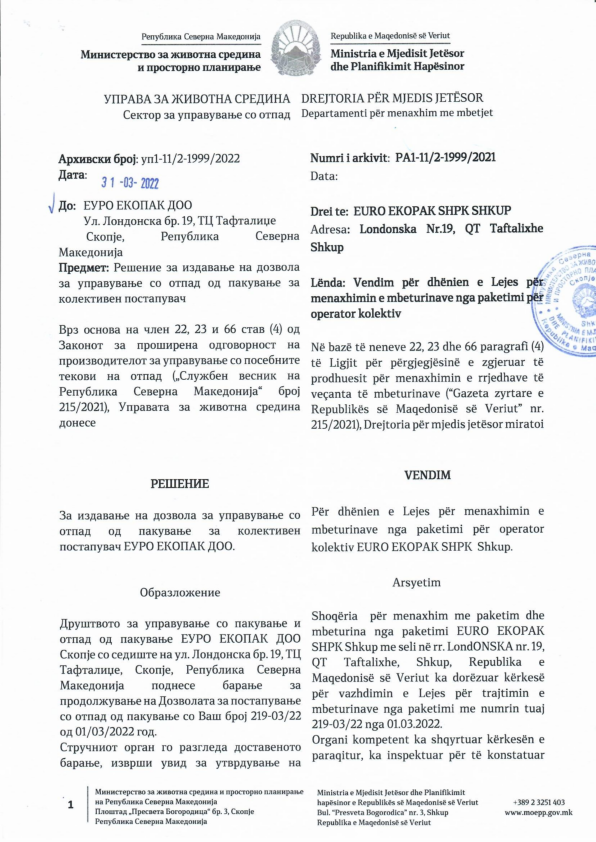 Република Северна Македонија
Министерство за животна средина
и просторно планирање
Republika e Maqedonisë së Veriut
Ministria e Mjedisit Jetësor
dhe Planifikimit Hapësinor
УПРАВА ЗА ЖИВОТНА СРЕДИНА
Сектор за управување со отпад
DREJTORIA PËR MJEDIS JETËSOR
Departamenti për menaxhim me mbetjet
Архивски број: уп1-11/2-1999/2022
Дата: 31-03-2022
До: ЕУРО ЕКОПАК ДОО
Ул. Лондонска бр. 19, ТЦ Тафталиџе
Скопје, Република Северна
Македонија
Предмет: Решение за издавање на дозвола
за управување со отпад од пакување за
колективен постапувач
Врз основа на член 22, 23 и 66 став (4) од
Законот за проширена одговорност на
производителот за управување со посебните
текови на отпад („Службен весник на
Република Северна Македонија“ број
215/2021), Управата за животна средина
донесе
РЕШЕНИЕ
За издавање на дозвола за управување со
отпад од пакување за колективен
постапувач ЕУРО ЕКОПАК ДОО.
Образложение
Друштвото за управување со пакување и
отпад од пакување ЕУРО ЕКОПАК ДОО
Скопје со седиште на ул. Лондонска бр. 19, ТЦ
Тафталиџе, Скопје, Република Северна
Македонија поднесе барање за
продолжување на Дозволата за постапување
со отпад од пакување со Ваш број 219-03/22
од 01/03/2022 год.
Стручниот орган го разгледа доставеното
барање, изврши увид за утврдување на
Numri i arkivit: PA1-11/2-1999/2021
Data:
Drei te: EURO EKOPAK SHPK SHKUP
Adresa: Londonska Nr.19, QT Taftalixhe
Shkup
Lënda: Vendim për dhënien e Lejes për
menaxhimin e mbeturinave nga paketimi për
operator kolektiv
Në bazë të neneve 22, 23 dhe 66 paragrafi (4)
të Ligjit për përgjegjësinë e zgjeruar të
prodhuesit për menaxhimin e rrjedhave të
veçanta të mbeturinave (“Gazeta zyrtare e
Republikës së Maqedonisë së Veriut” nr.
215/2021), Drejtoria për mjedis jetësor miratoi
VENDIM
Për dhënien e Lejes për menaxhimin e
mbeturinave nga paketimi për operator
kolektiv EURO EKOPAK SHPK Shkup.
Arsyetim
Shoqëria për menaxhim me paketim dhe
mbeturina nga paketimi EURO EKOPAK
SHPK Shkup me seli në rr. LondONSKA nr. 19,
QT Taftalixhe, Shkup, Republika e
Maqedonisë së Veriut ka dorëzuar kërkesë
për vazhdimin e Lejes për trajtimin e
mbeturinave nga paketimi me numrin tuaj
219-03/22 nga 01.03.2022.
Organi kompetent ka shqyrtuar kërkesën e
paraqitur, ka inspektuar për të konstatuar
1
Министерство за животна средина и просторно планирање
на Република Северна Македонија
Плоштад „Пресвета Богородица“ бр. 3, Скопје
Република Северна Македонија
Ministria e Mjedisit Jetësor dhe Planifikimit
hapësinor e Republikës së Maqedonisë së Veriut
Bul. "Presveta Bogorodica" nr. 3, Shkup
Republika e Maqedonisë së Veriut
+389 2 3251 403
www.moepp.gov.mk